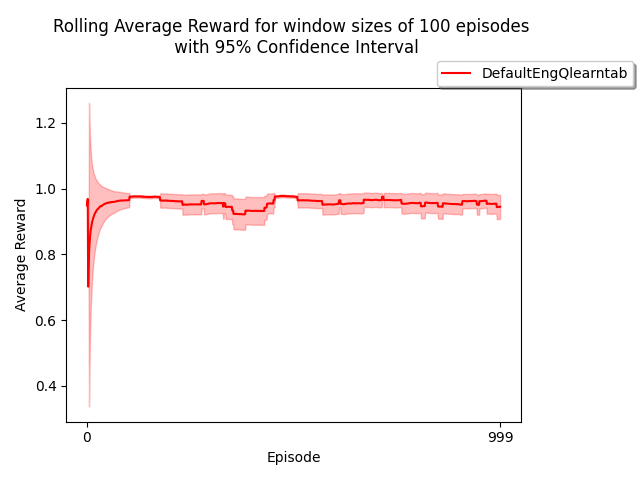 Rolling Average Reward for window sizes of 100 episodes
with 95% Confidence Interval
DefaultEngQlearntab
1.2
1.0
0.8
0.6
0.4
Average Reward
0 999
Episode